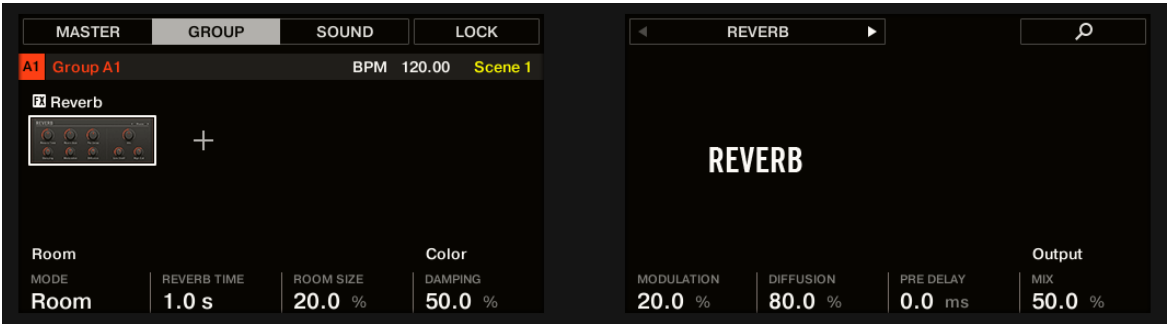 MASTER GROUP SOUND LOCK
A1 Group A1 BPM 120.00 Scene 1
FX Reverb
REVERB
Room Color
MODE REVERB TIME ROOM SIZE DAMPING
Room 1.0 s 20.0 % 50.0 %
REVERB
REVERB
Output
MODULATION DIFFUSION PRE DELAY MIX
20.0 % 80.0 % 0.0 ms 50.0 %